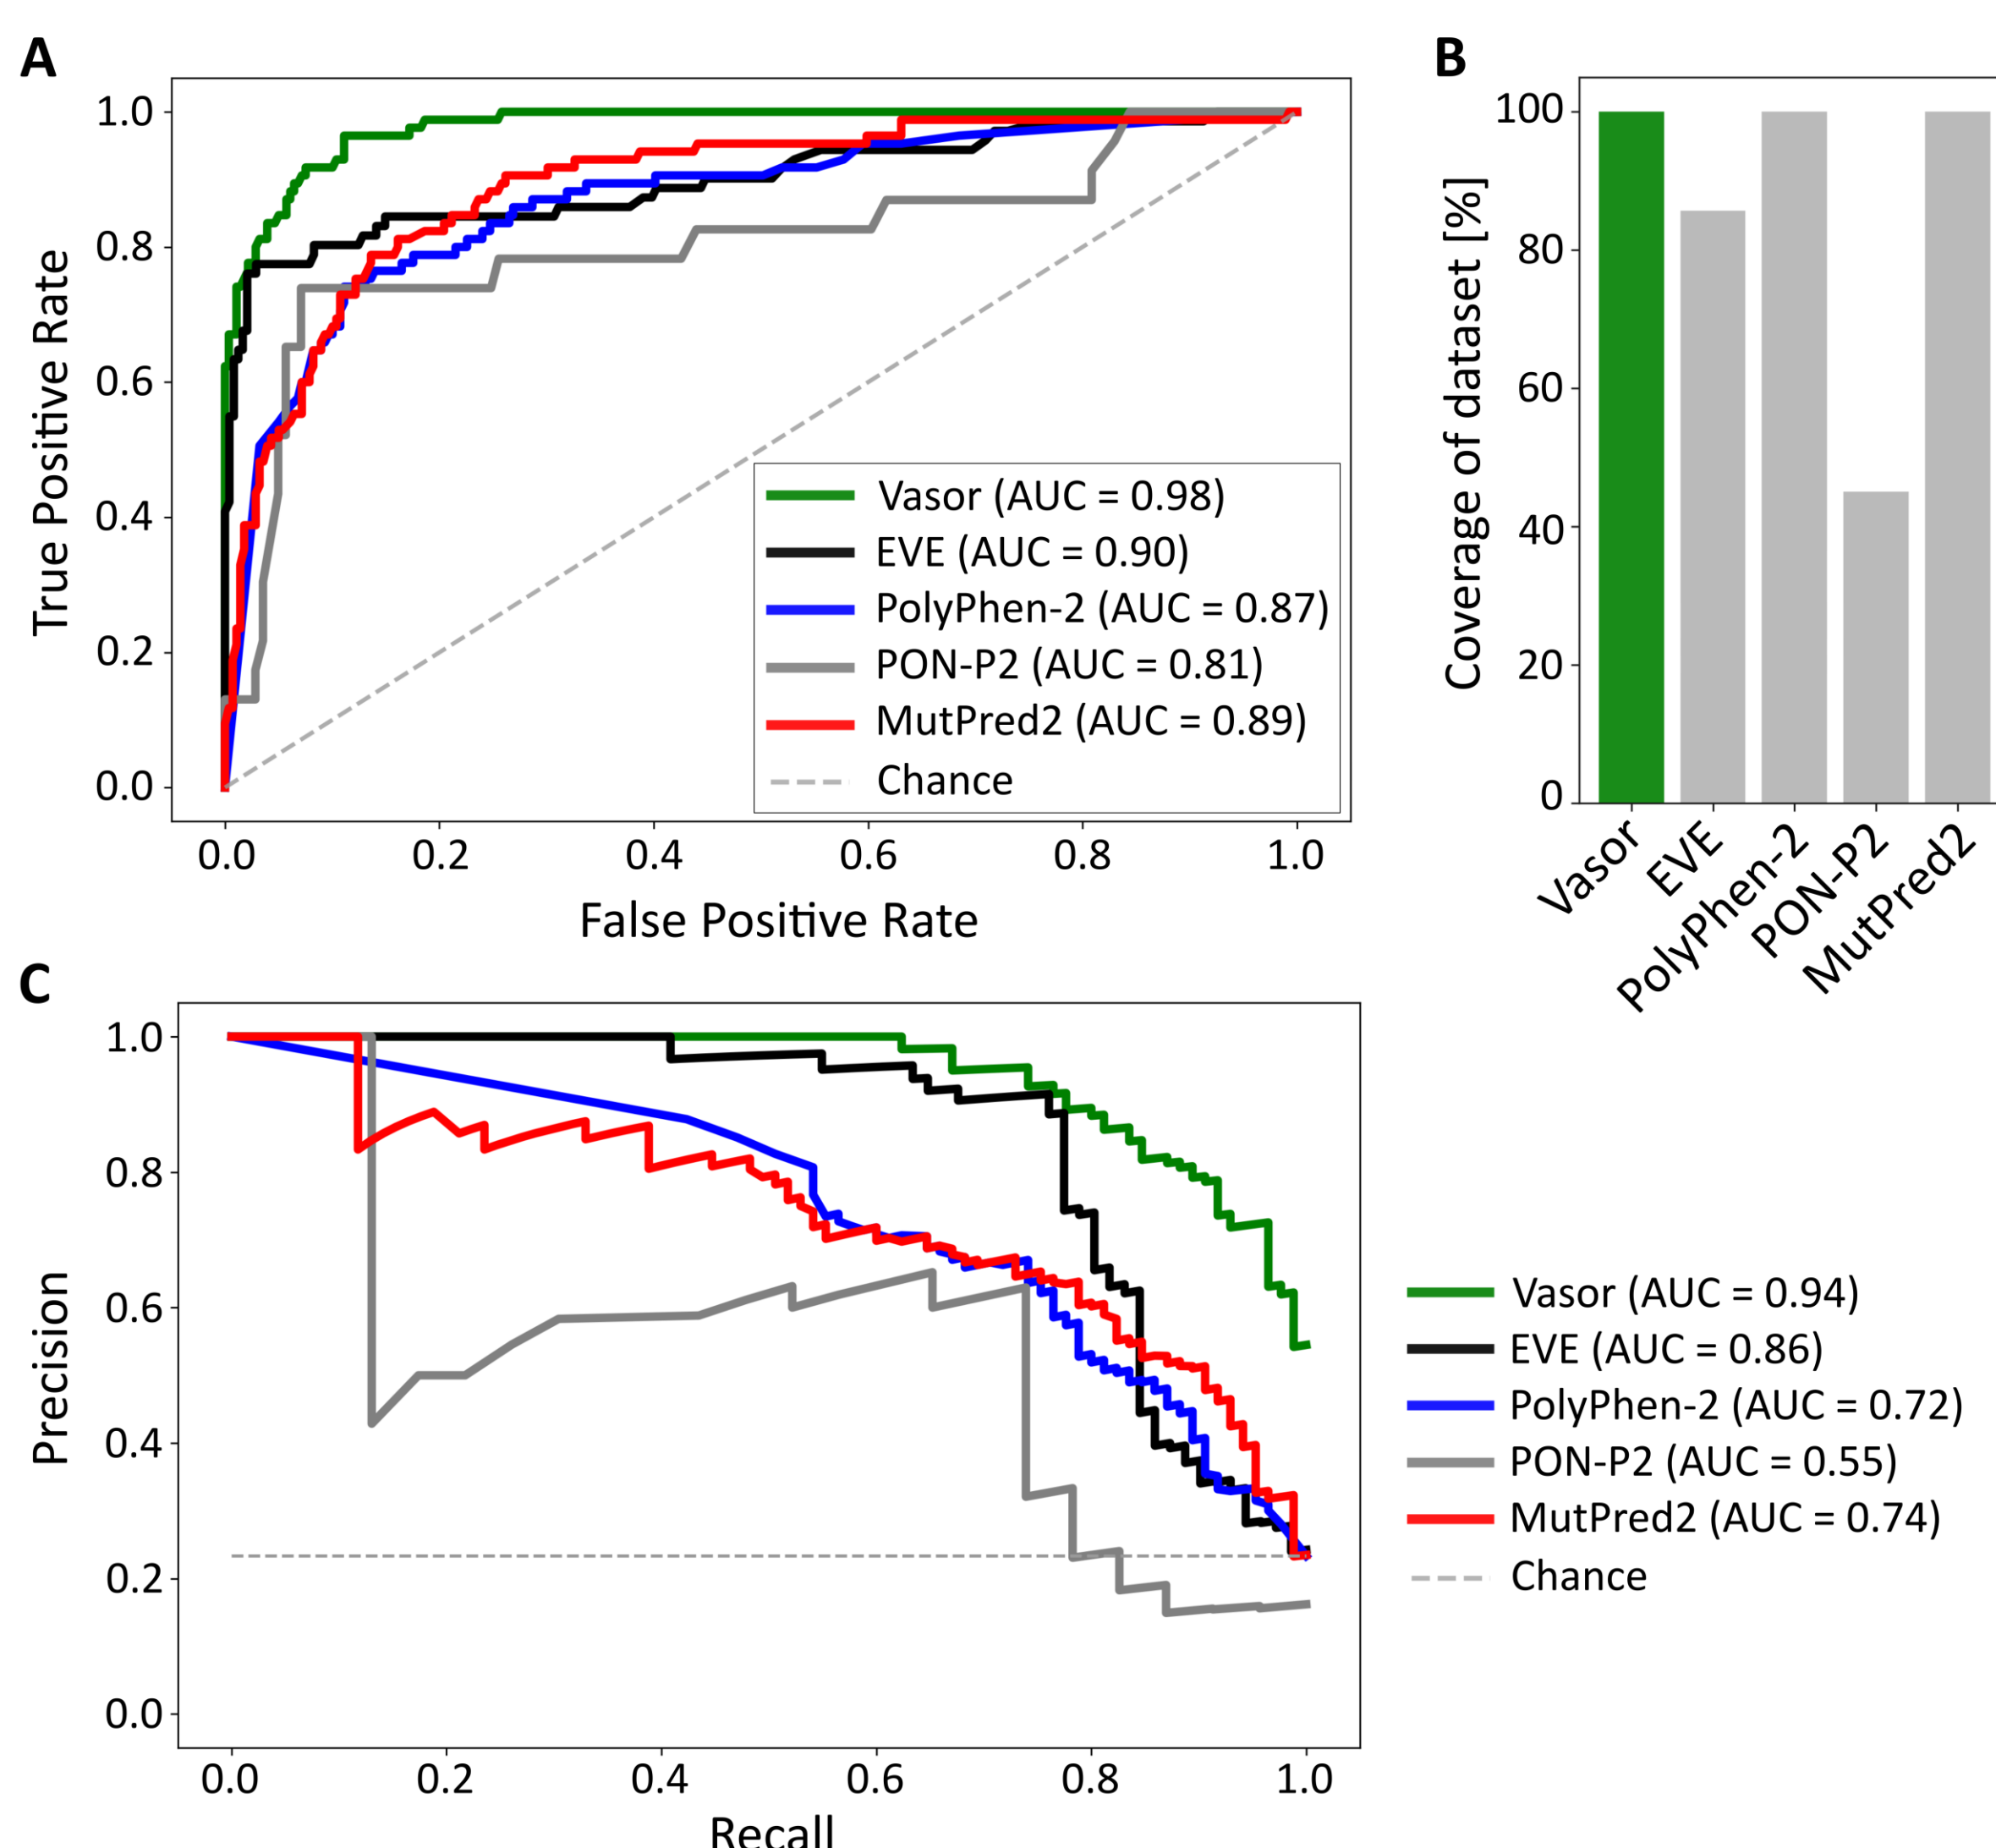 A
1.0
0.8
0.6
0.4
0.2
0.0
True Positive Rate
0.0 0.2 0.4 0.6 0.8 1.0
False Positive Rate
Vasor (AUC = 0.98)
EVE (AUC = 0.90)
PolyPhen-2 (AUC = 0.87)
PON-P2 (AUC = 0.81)
MutPred2 (AUC = 0.89)
Chance
B
100
80
60
40
20
0
Coverage of dataset [%]
Vasor
EVE
PolyPhen-2
PON-P2
MutPred2
C
1.0
0.8
0.6
0.4
0.2
0.0
Precision
0.0 0.2 0.4 0.6 0.8 1.0
Recall
Vasor (AUC = 0.94)
EVE (AUC = 0.86)
PolyPhen-2 (AUC = 0.72)
PON-P2 (AUC = 0.55)
MutPred2 (AUC = 0.74)
Chance